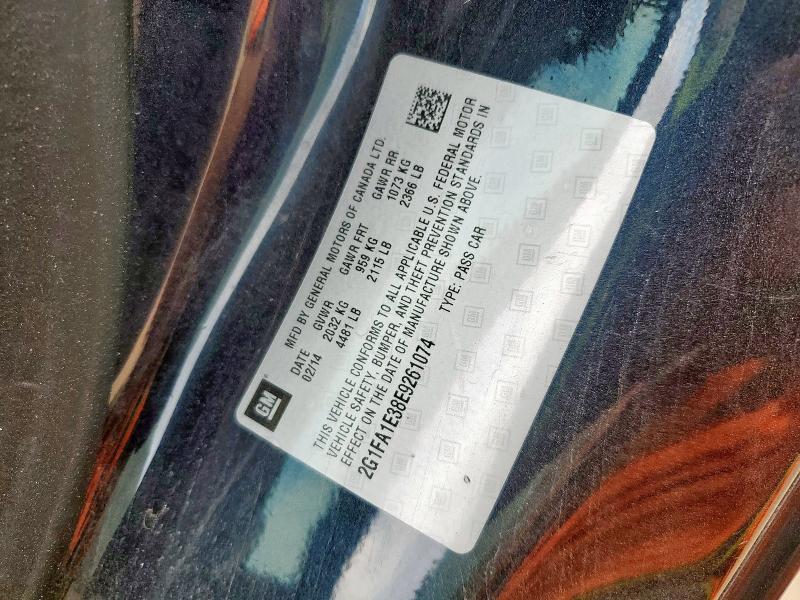 GM
MFD BY GENERAL MOTORS OF CANADA LTD.
DATE GVWR GAWR FRT GAWR RR
02/14 2032 KG 959 KG 1073 KG
4481 LB 2115 LB 2366 LB
THIS VEHICLE CONFORMS TO ALL APPLICABLE U.S. FEDERAL MOTOR
VEHICLE SAFETY, BUMPER, AND THEFT PREVENTION STANDARDS IN
EFFECT ON THE DATE OF MANUFACTURE SHOWN ABOVE.
2G1FA1E38E9261074 TYPE: PASS CAR